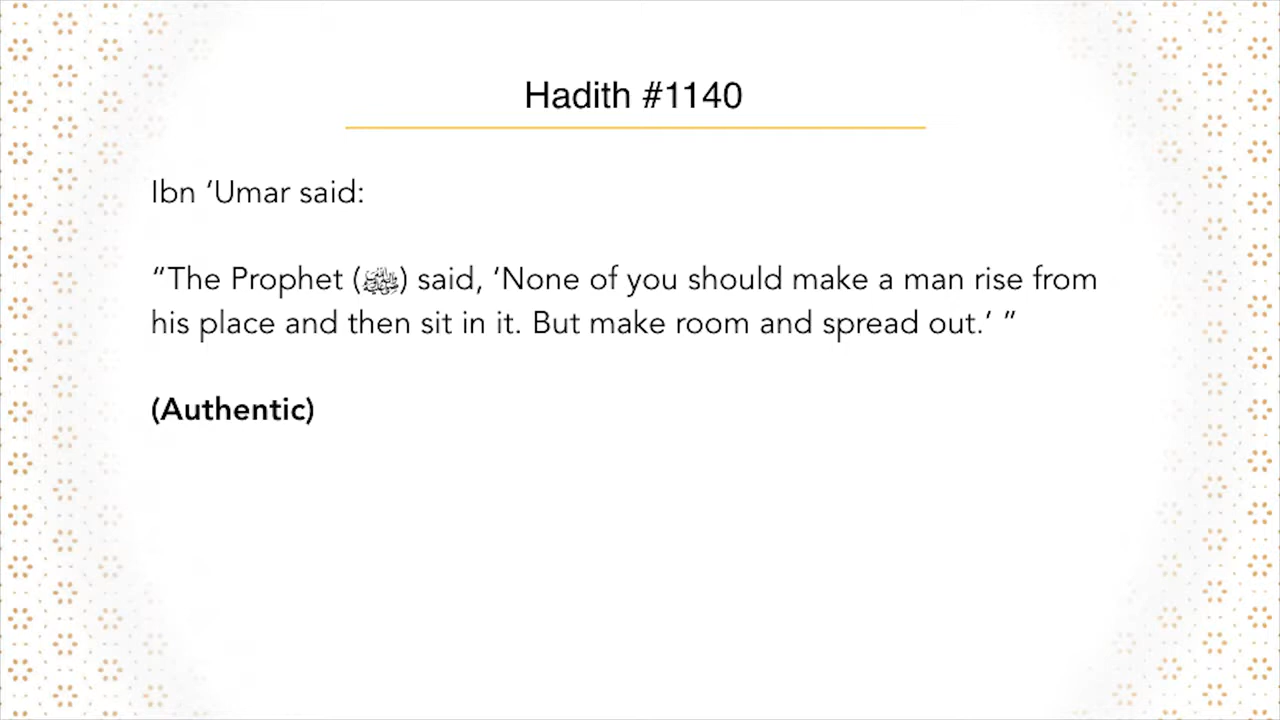 Hadith #1140
Ibn ‘Umar said:
“The Prophet (ﷺ) said, ‘None of you should make a man rise from
his place and then sit in it. But make room and spread out.’ ”
(Authentic)